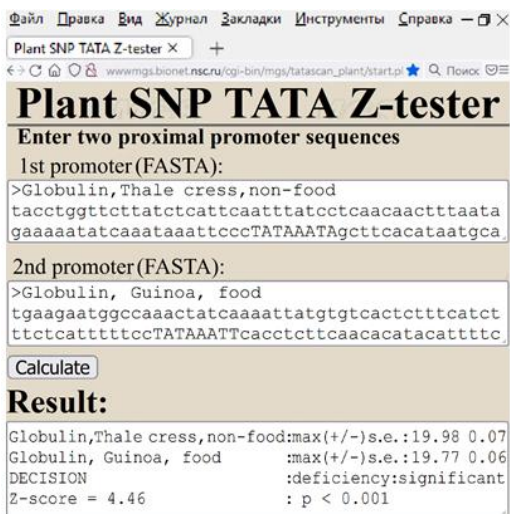 Файл Правка Вид Журнал Закладки Инструменты Справка
Plant SNP TATA Z-tester × +
wwwmgs.bionet.nsc.ru/cgi-bin/mgs/tatascan_plant/start.pl Поиск
Plant SNP TATA Z-tester
Enter two proximal promoter sequences
1st promoter (FASTA):
>Globulin,Thale cress,non-food
tacctggttcttatctcattcaatttatcctcaacaactttaata
gaaaaatatcaaataaattcccTATAAATAgcttcacataatgca
2nd promoter (FASTA):
>Globulin, Guinoa, food
tgaagaatggccaaactatcaaaattatgtgtcactctttcatct
ttctcatttttccTATAAATTcacctcttcaacacatacattttc
Calculate
Result:
Globulin,Thale cress,non-food:max(+/-)s.e.:19.98 0.07
Globulin, Guinoa, food :max(+/-)s.e.:19.77 0.06
DECISION :deficiency:significant
Z-score = 4.46 : p < 0.001